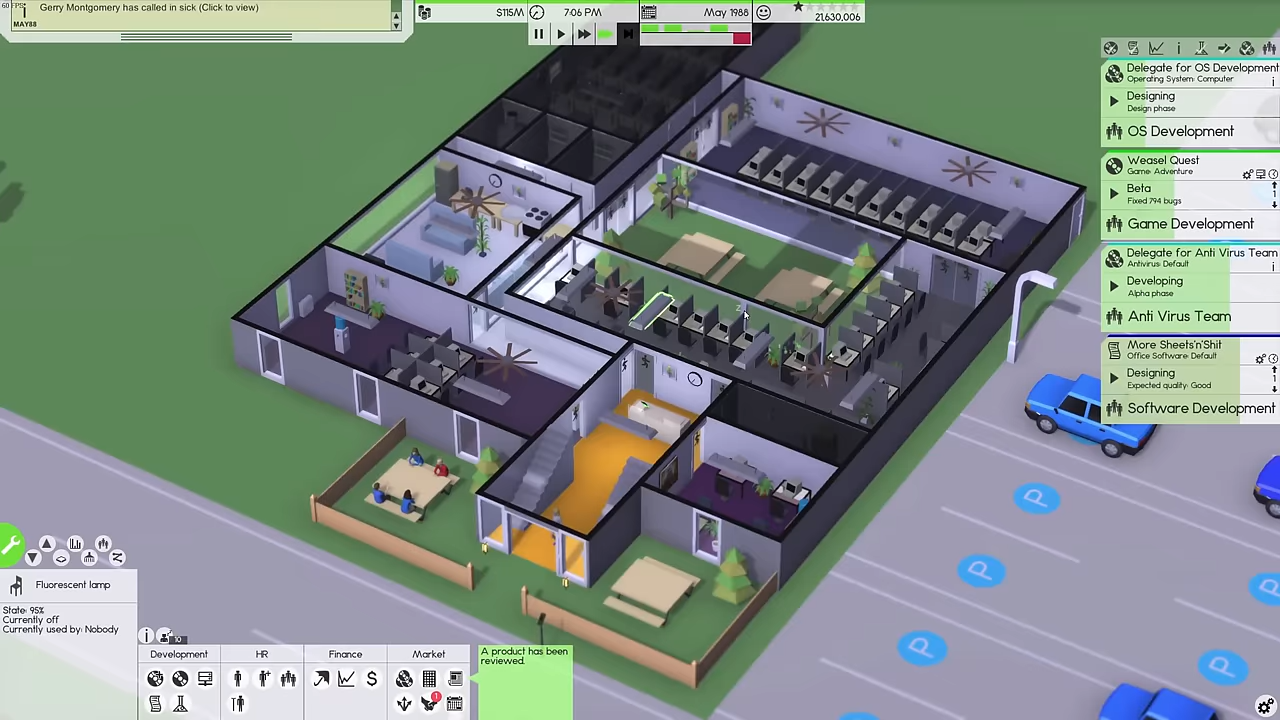 60 FPS
Gerry Montgomery has called in sick (Click to view)
MAY88
$115M
7:06 PM
May 1988
21,630,006
Delegate for OS Development
Operating System: Computer
Designing
Design phase
OS Development
Weasel Quest
Game: Adventure
Beta
Fixed 794 bugs
Game Development
Delegate for Anti Virus Team
Antivirus: Default
Developing
Alpha phase
Anti Virus Team
More Sheets'n'Shit
Office Software: Default
Designing
Expected quality: Good
Software Development
P
P
P
P
Fluorescent lamp
State: 95%
Currently off
Currently used by: Nobody
Development
HR
Finance
Market
1
A product has been
reviewed.